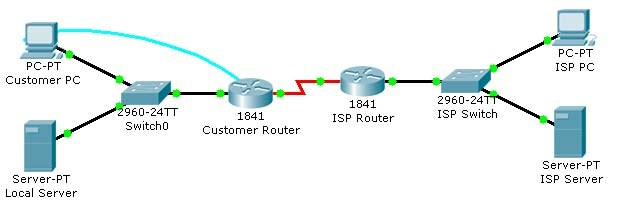 PC-PT
Customer PC
2960-24TT
Switch0
Server-PT
Local Server
1841
Customer Router
1841
ISP Router
2960-24TT
ISP Switch
PC-PT
ISP PC
Server-PT
ISP Server